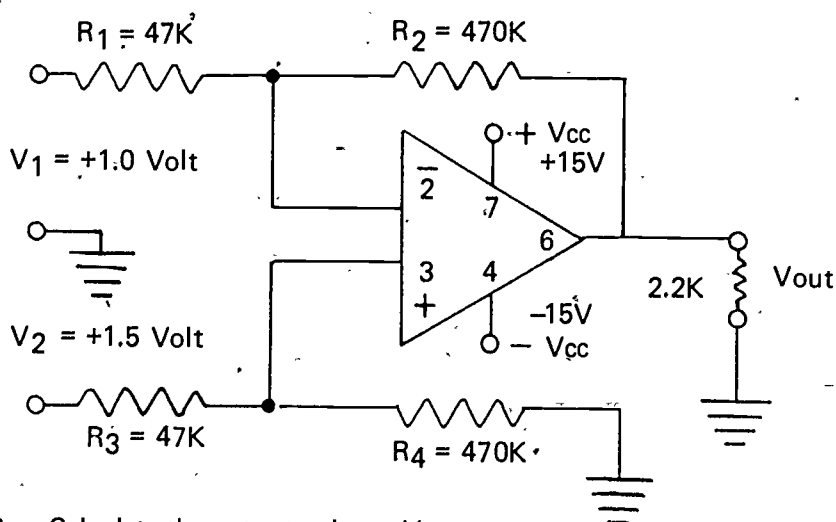 R1 = 47K
R2 = 470K
V1 = +1.0 Volt
+ Vcc
+15V
−
2
7
6
3
4
+
−15V
− Vcc
2.2K
Vout
V2 = +1.5 Volt
R3 = 47K
R4 = 470K